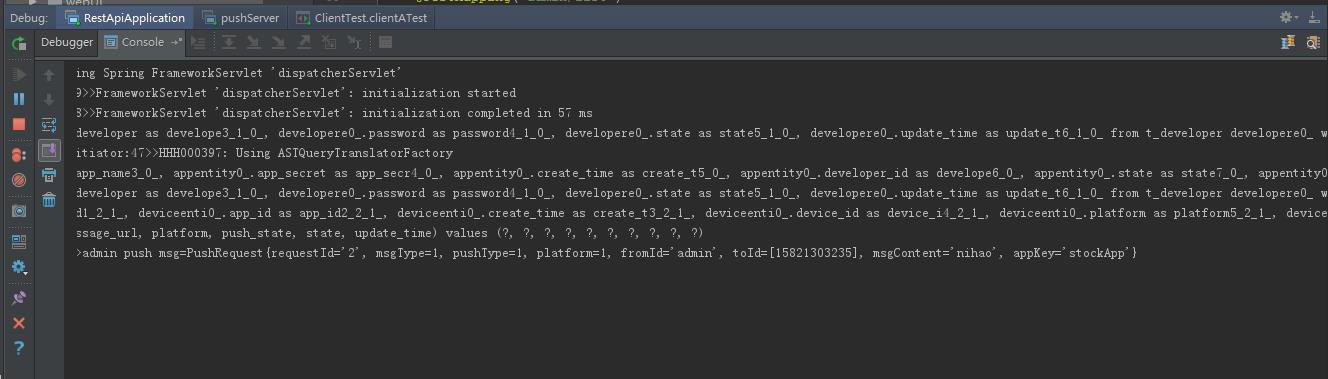 webUI
Debug:  RestApiApplication  pushServer  ClientTest.clientATest
Debugger  Console
ing Spring FrameworkServlet 'dispatcherServlet'
9>>FrameworkServlet 'dispatcherServlet': initialization started
8>>FrameworkServlet 'dispatcherServlet': initialization completed in 57 ms
developer as develope3_1_0_, developere0_.password as password4_1_0_, developere0_.state as state5_1_0_, developere0_.update_time as update_t6_1_0_ from t_developer developere0_ w
itiator:47>>HHH000397: Using ASTQueryTranslatorFactory
app_name3_0_, appentity0_.app_secret as app_secr4_0_, appentity0_.create_time as create_t5_0_, appentity0_.developer_id as develope6_0_, appentity0_.state as state7_0_, appentity0
developer as develope3_1_0_, developere0_.password as password4_1_0_, developere0_.state as state5_1_0_, developere0_.update_time as update_t6_1_0_ from t_developer developere0_ w
d1_2_1_, deviceenti0_.app_id as app_id2_2_1_, deviceenti0_.create_time as create_t3_2_1_, deviceenti0_.device_id as device_i4_2_1_, deviceenti0_.platform as platform5_2_1_, device
ssage_url, platform, push_state, state, update_time) values (?, ?, ?, ?, ?, ?, ?, ?, ?, ?)
>admin push msg=PushRequest{requestId='2', msgType=1, pushType=1, platform=1, fromId='admin', toId=[15821303235], msgContent='nihao', appKey='stockApp'}